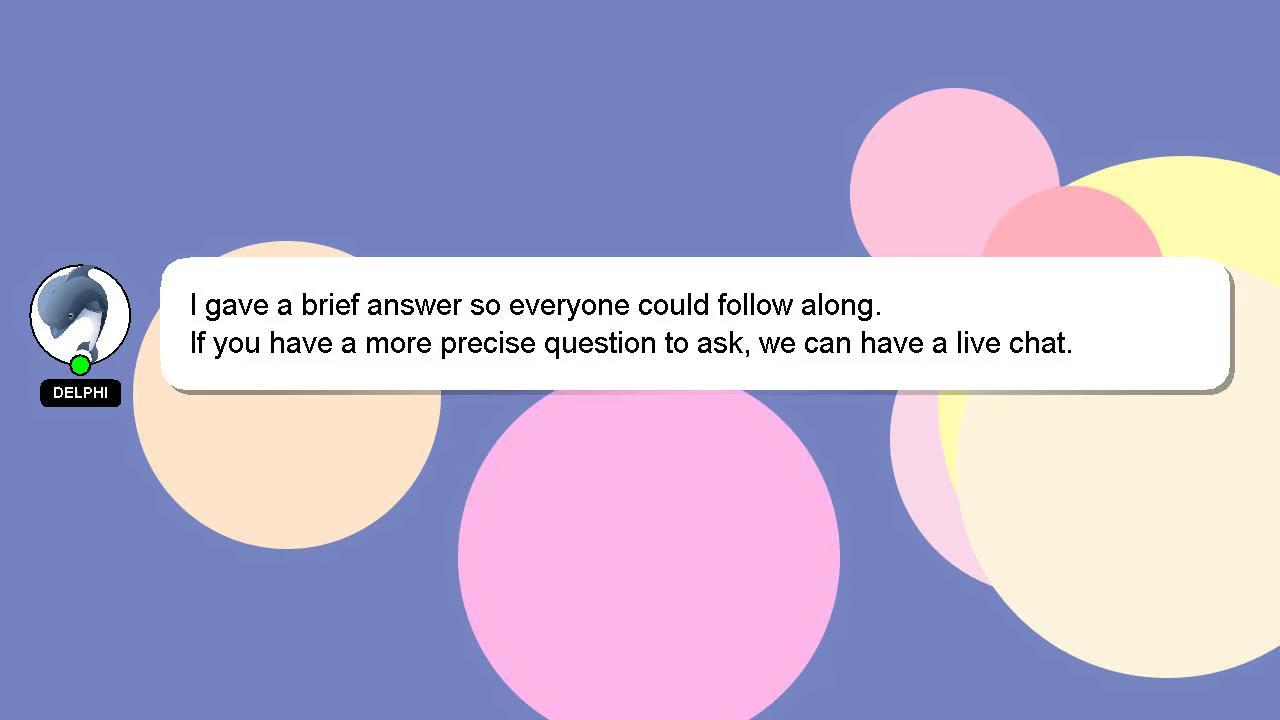 I gave a brief answer so everyone could follow along.
If you have a more precise question to ask, we can have a live chat.
DELPHI